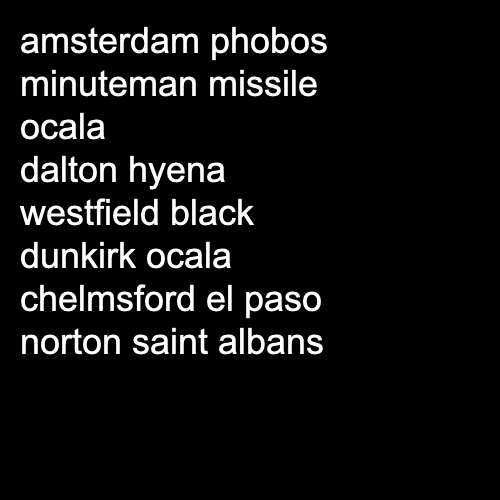 amsterdam phobos
minuteman missile
ocala
dalton hyena
westfield black
dunkirk ocala
chelmsford el paso
norton saint albans